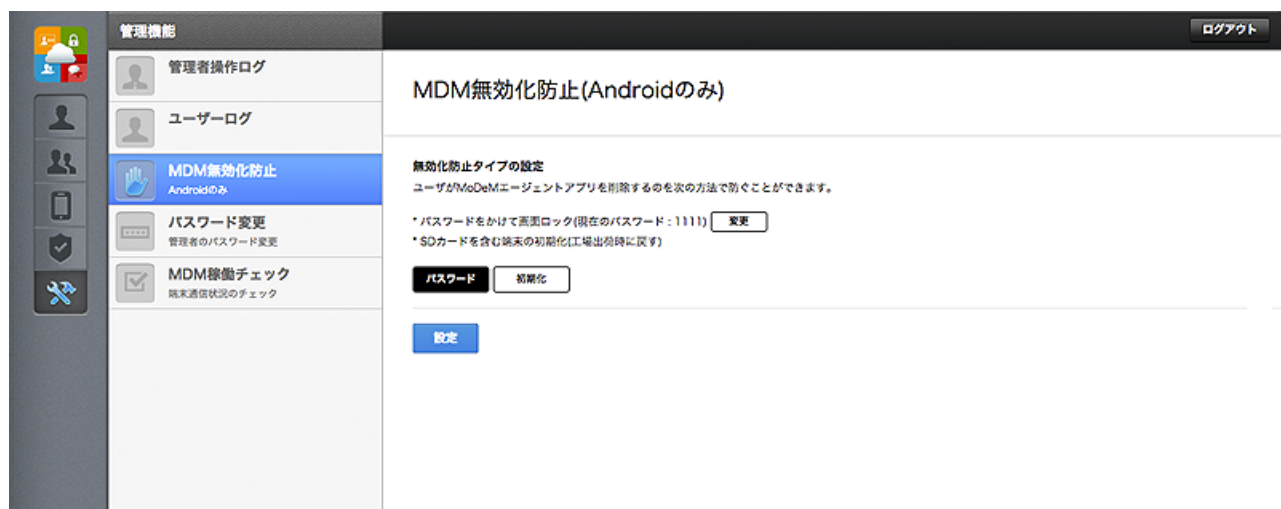 管理機能
ログアウト
管理者操作ログ
ユーザーログ
MDM無効化防止
Androidのみ
パスワード変更
管理者のパスワード変更
MDM稼働チェック
端末通信状況のチェック
MDM無効化防止(Androidのみ)
無効化防止タイプの設定
ユーザがMoDeMエージェントアプリを削除するのを次の方法で防ぐことができます。
* パスワードをかけて画面ロック(現在のパスワード : 1111) 変更
* SDカードを含む端末の初期化(工場出荷時に戻す)
パスワード 初期化
設定